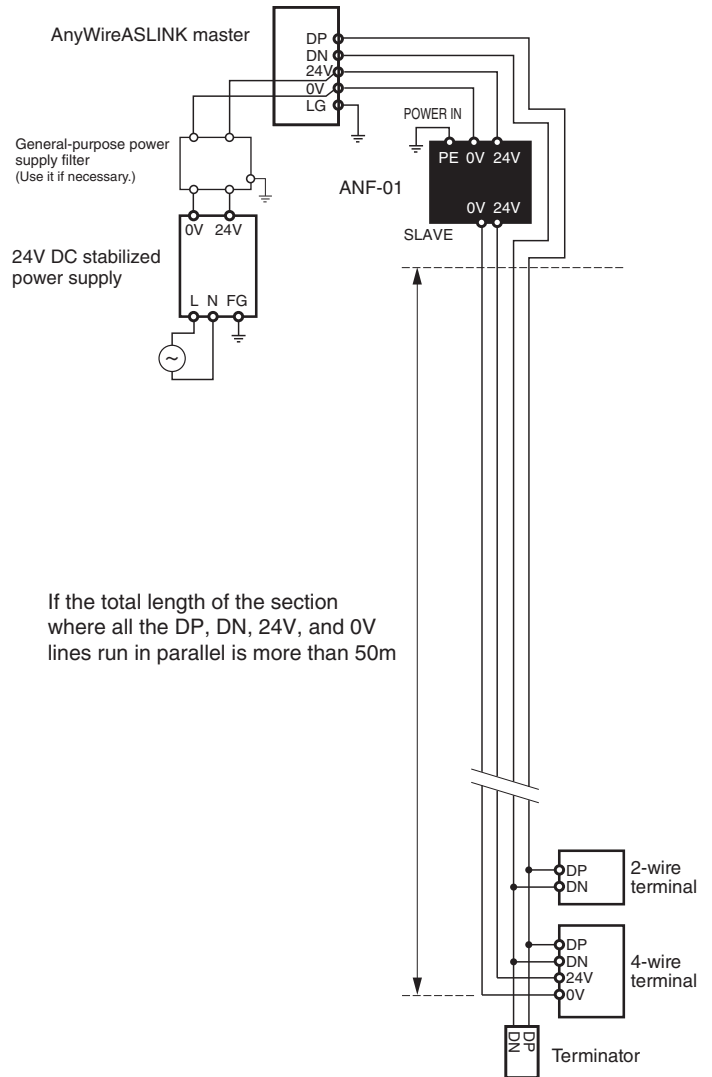 AnyWireASLINK master
DP
DN
24V
0V
LG
General-purpose power
supply filter
(Use it if necessary.)
POWER IN
PE 0V 24V
ANF-01
0V 24V
SLAVE
0V 24V
24V DC stabilized
power supply
L N FG
~
If the total length of the section
where all the DP, DN, 24V, and 0V
lines run in parallel is more than 50m
DP
DN
2-wire
terminal
DP
DN
24V
0V
4-wire
terminal
DN
DP
Terminator